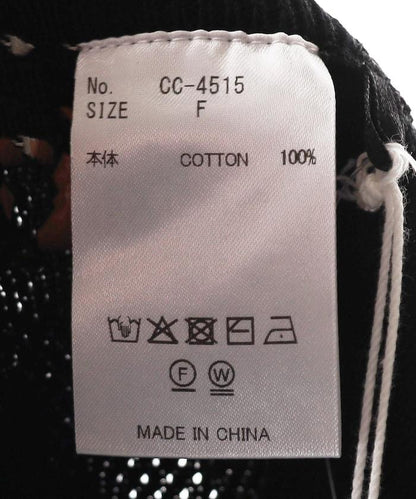 No. CC-4515
SIZE F
本体 COTTON 100%
F W
MADE IN CHINA